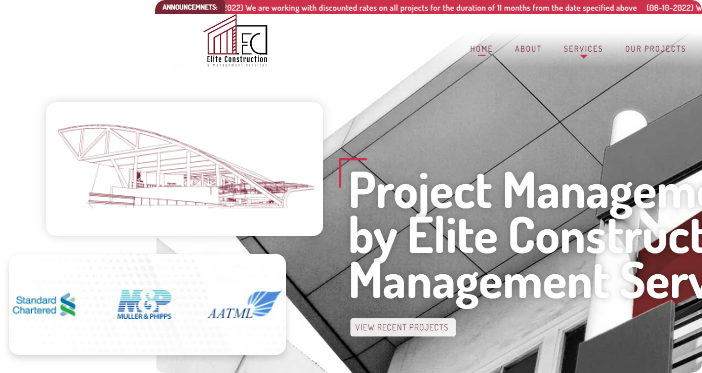 ANNOUNCEMNETS: 2022) We are working with discounted rates on all projects for the duration of 11 months from the date specified above (06-10-2022) W
EC
Elite Construction
& Management Services
HOME ABOUT SERVICES OUR PROJECTS
Project Manageme
by Elite Construct
Management Serv
VIEW RECENT PROJECTS
Standard
Chartered
M&P
MULLER & PHIPPS
AATML